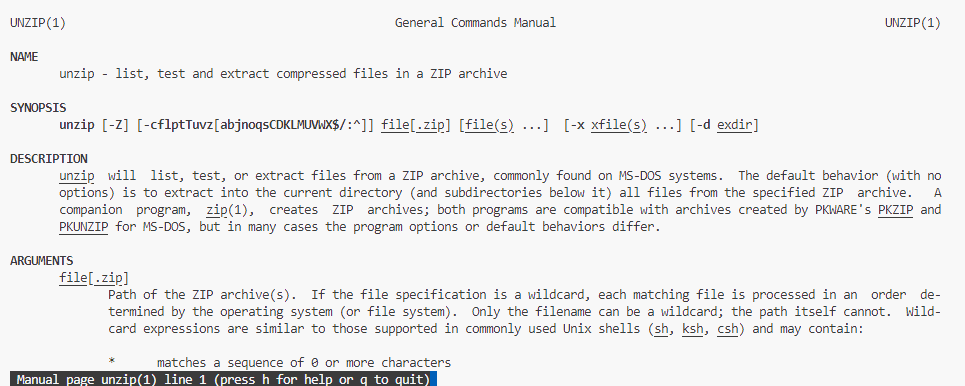 UNZIP(1) General Commands Manual UNZIP(1)
NAME
unzip - list, test and extract compressed files in a ZIP archive
SYNOPSIS
unzip [-Z] [-cflptTuvz[abjnoqsCDKLMUVWX$/:^]] file[.zip] [file(s) ...] [-x xfile(s) ...] [-d exdir]
DESCRIPTION
unzip will list, test, or extract files from a ZIP archive, commonly found on MS-DOS systems. The default behavior (with no
options) is to extract into the current directory (and subdirectories below it) all files from the specified ZIP archive. A
companion program, zip(1), creates ZIP archives; both programs are compatible with archives created by PKWARE's PKZIP and
PKUNZIP for MS-DOS, but in many cases the program options or default behaviors differ.
ARGUMENTS
file[.zip]
Path of the ZIP archive(s). If the file specification is a wildcard, each matching file is processed in an order de-
termined by the operating system (or file system). Only the filename can be a wildcard; the path itself cannot. Wild-
card expressions are similar to those supported in commonly used Unix shells (sh, ksh, csh) and may contain:
* matches a sequence of 0 or more characters
Manual page unzip(1) line 1 (press h for help or q to quit)